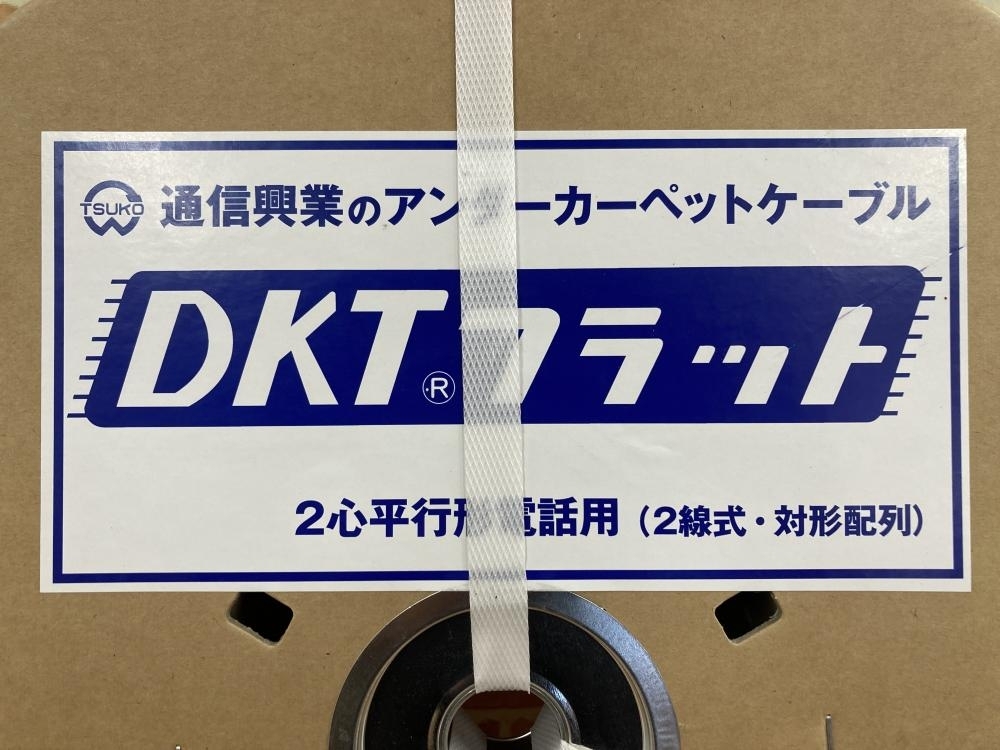 TSUKO 通信興業のアンダーカーペットケーブル
DKT®フラット
2心平行形電話用（2線式・対形配列）